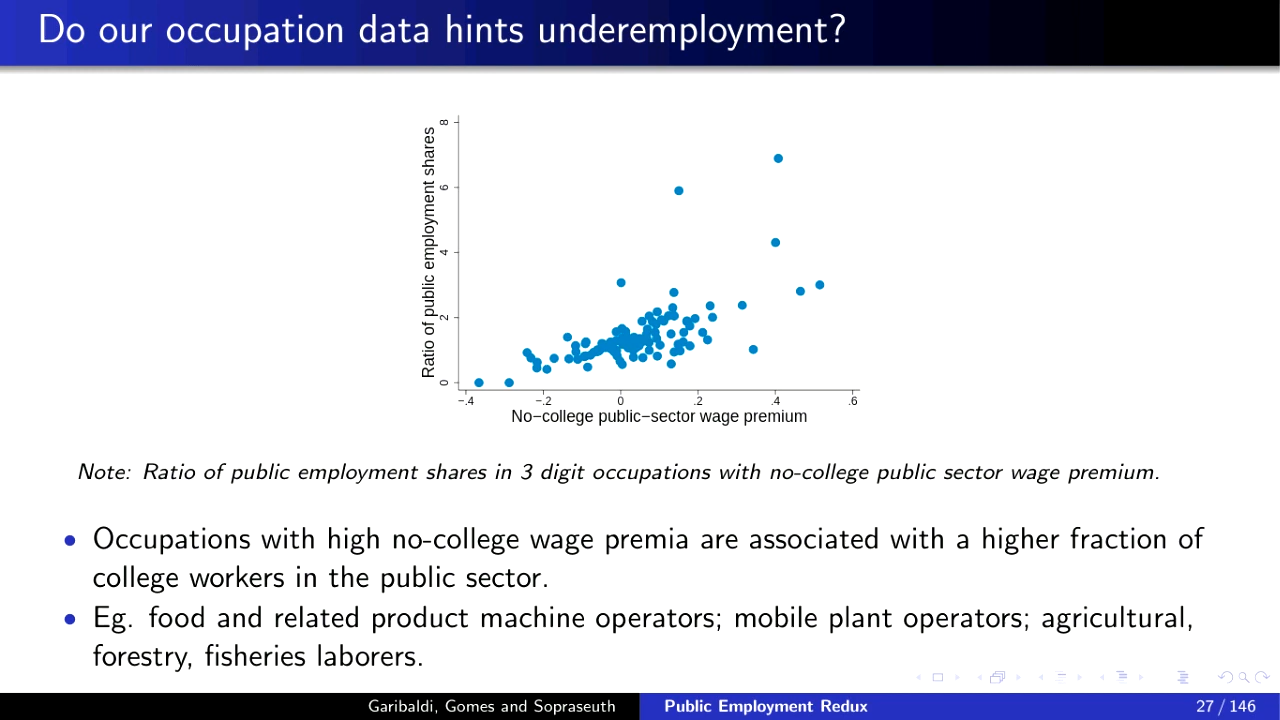 Do our occupation data hints underemployment?
Ratio of public employment shares
8
6
4
2
0
−.4 −.2 0 .2 .4 .6
No−college public−sector wage premium
Note: Ratio of public employment shares in 3 digit occupations with no-college public sector wage premium.
• Occupations with high no-college wage premia are associated with a higher fraction of
college workers in the public sector.
• Eg. food and related product machine operators; mobile plant operators; agricultural,
forestry, fisheries laborers.
Garibaldi, Gomes and Sopraseuth Public Employment Redux 27 / 146